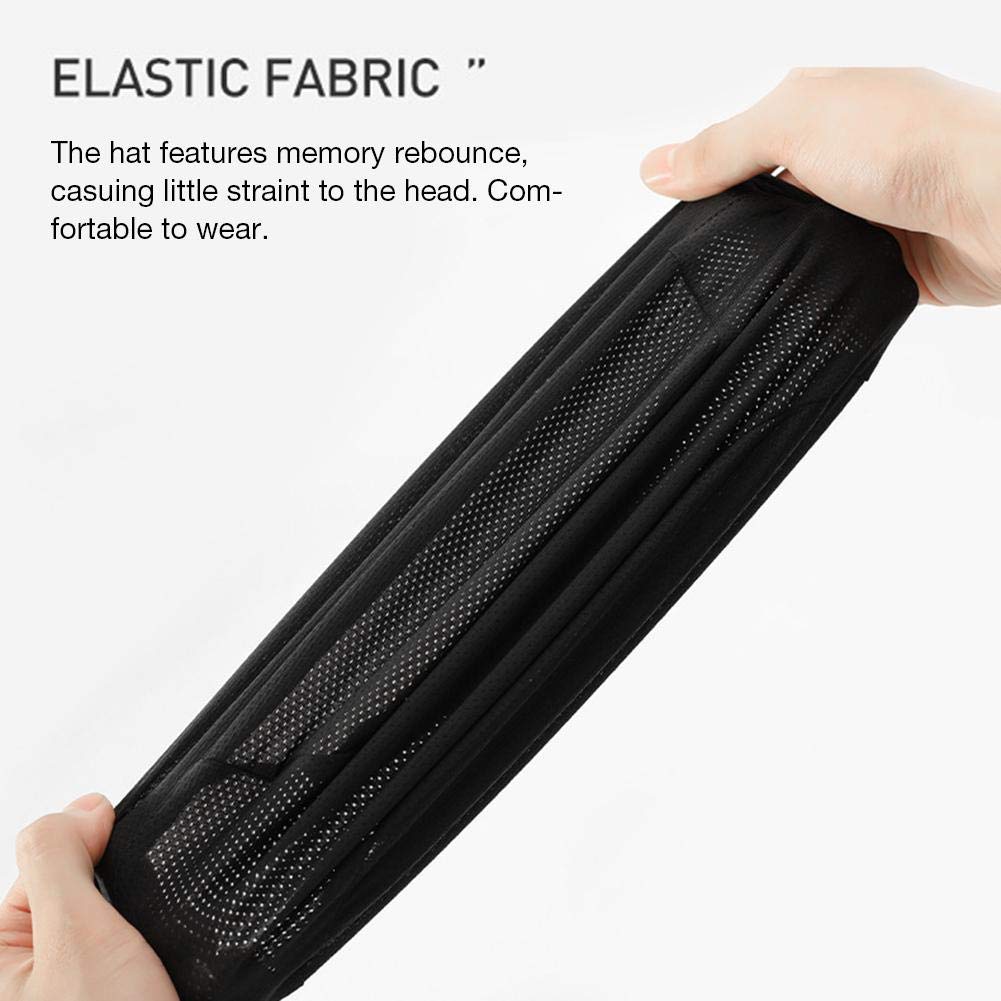 ELASTIC FABRIC ”
The hat features memory rebounce,
casuing little straint to the head. Com-
fortable to wear.